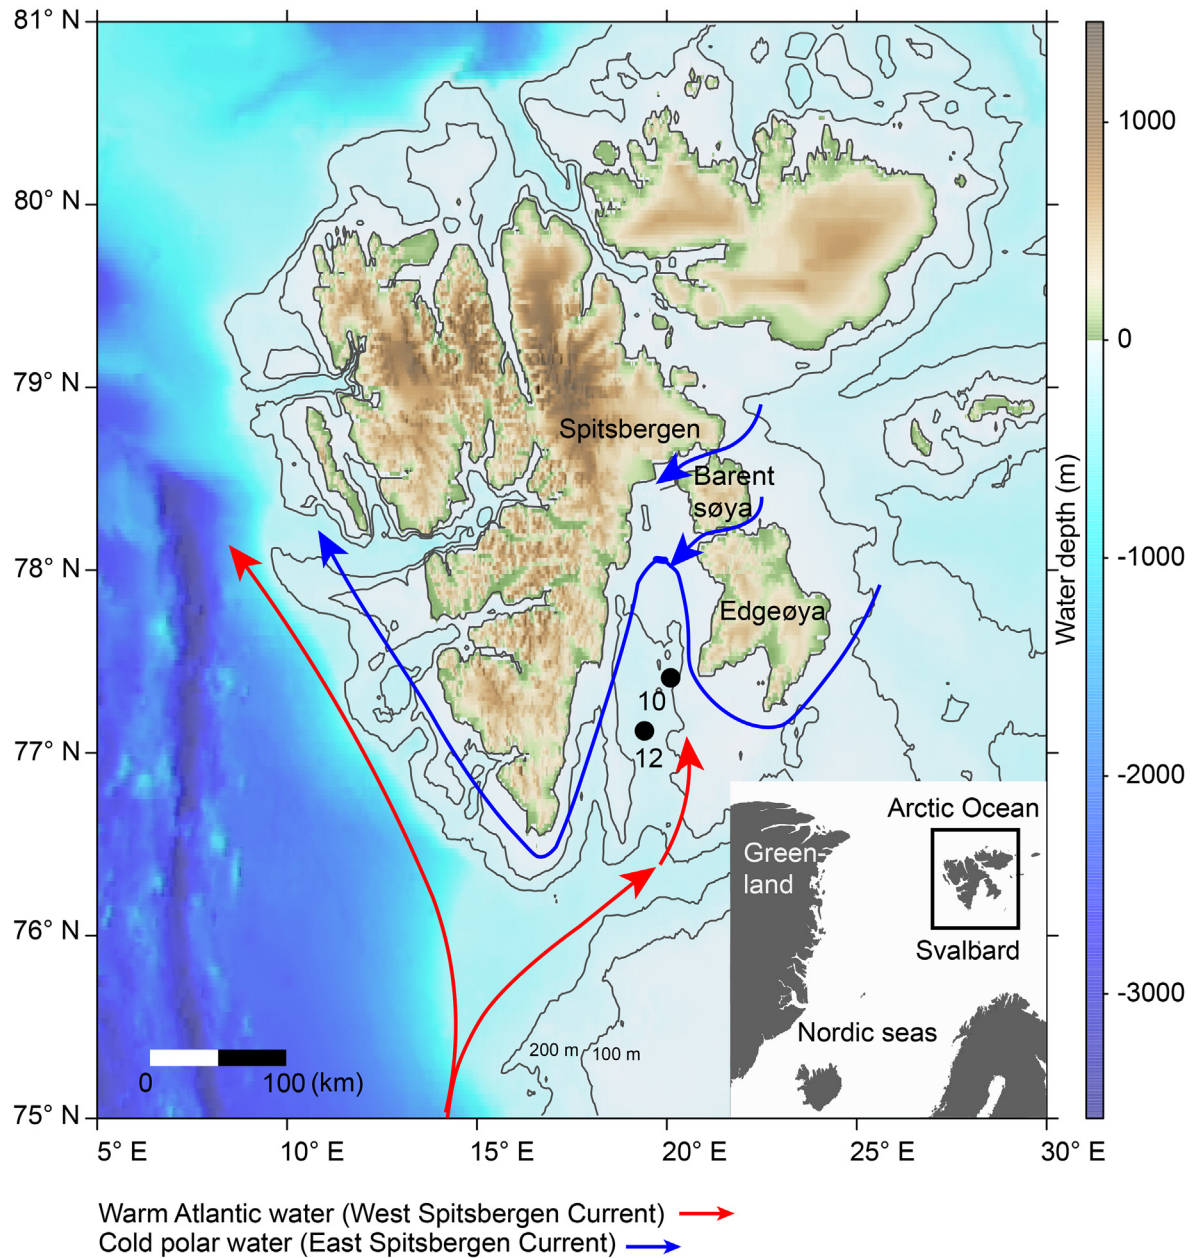 81° N
80° N
79° N
78° N
77° N
76° N
75° N
5° E
10° E
15° E
20° E
25° E
30° E
1000
0
-1000
-2000
-3000
Water depth (m)
Spitsbergen
Barent
søya
Edgeøya
10
12
200 m
100 m
0
100 (km)
Arctic Ocean
Green-
land
Svalbard
Nordic seas
Warm Atlantic water (West Spitsbergen Current)
Cold polar water (East Spitsbergen Current)